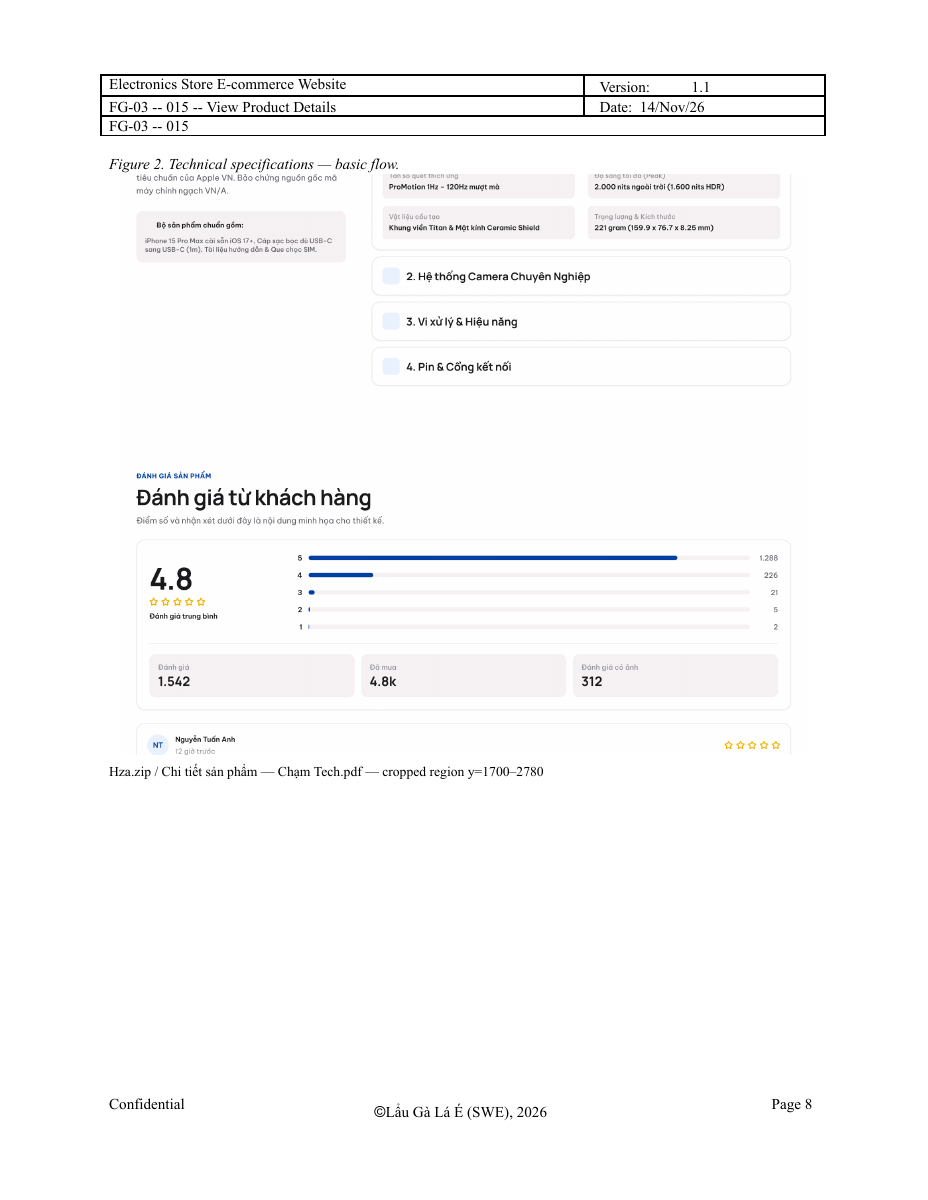 Electronics Store E-commerce Website
Version: 1.1
FG-03 -- 015 -- View Product Details
Date: 14/Nov/26
FG-03 -- 015
Figure 2. Technical specifications — basic flow.
tiêu chuẩn của Apple VN. Bảo chứng nguồn gốc mã
máy chính ngạch VN/A.
Bộ sản phẩm chuẩn gồm:
iPhone 15 Pro Max cài sẵn iOS 17+, Cáp sạc bọc dù USB-C
sang USB-C (1m), Tài liệu hướng dẫn & Que chọc SIM.
Tần số quét thích ứng
ProMotion 1Hz - 120Hz mượt mà
Độ sáng tối đa (Peak)
2.000 nits ngoài trời (1.600 nits HDR)
Vật liệu cấu tạo
Khung viền Titan & Mặt kính Ceramic Shield
Trọng lượng & Kích thước
221 gram (159.9 x 76.7 x 8.25 mm)
2. Hệ thống Camera Chuyên Nghiệp
3. Vi xử lý & Hiệu năng
4. Pin & Cổng kết nối
ĐÁNH GIÁ SẢN PHẨM
Đánh giá từ khách hàng
Điểm số và nhận xét dưới đây là nội dung minh họa cho thiết kế.
4.8
Đánh giá trung bình
5 1.288
4 226
3 21
2 5
1 2
Đánh giá
1.542
Đã mua
4.8k
Đánh giá có ảnh
312
NT
Nguyễn Tuấn Anh
12 giờ trước
Hza.zip / Chi tiết sản phẩm — Chạm Tech.pdf — cropped region y=1700–2780
Confidential
©Lẩu Gà Lá É (SWE), 2026
Page 8